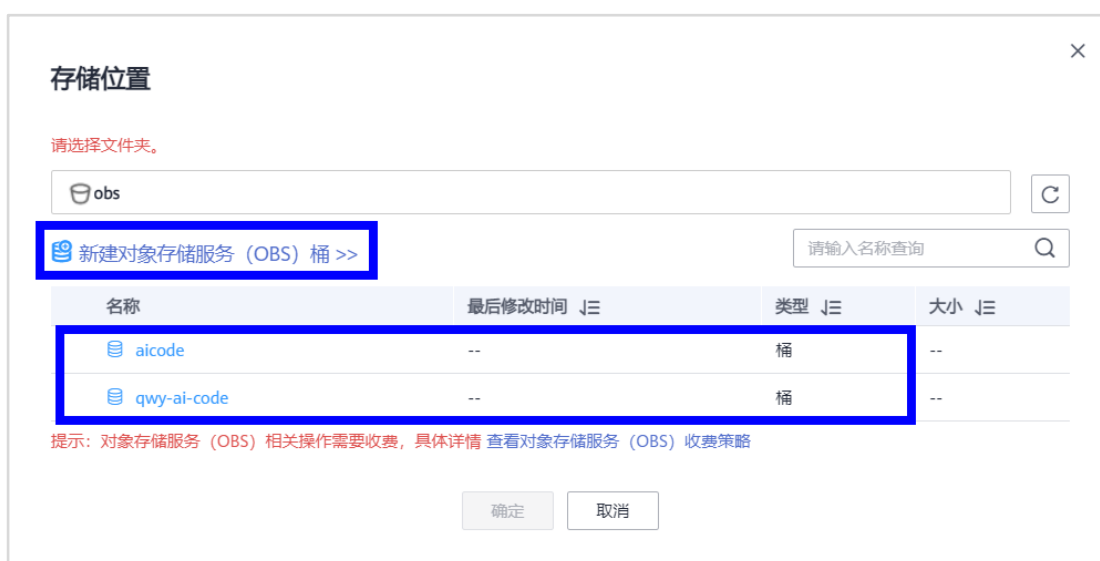 存储位置
请选择文件夹。
obs
新建对象存储服务（OBS）桶 >>
请输入名称查询
名称 最后修改时间 类型 大小
aicode -- 桶 --
qwy-ai-code -- 桶 --
提示：对象存储服务（OBS）相关操作需要收费，具体详情 查看对象存储服务（OBS）收费策略
确定 取消